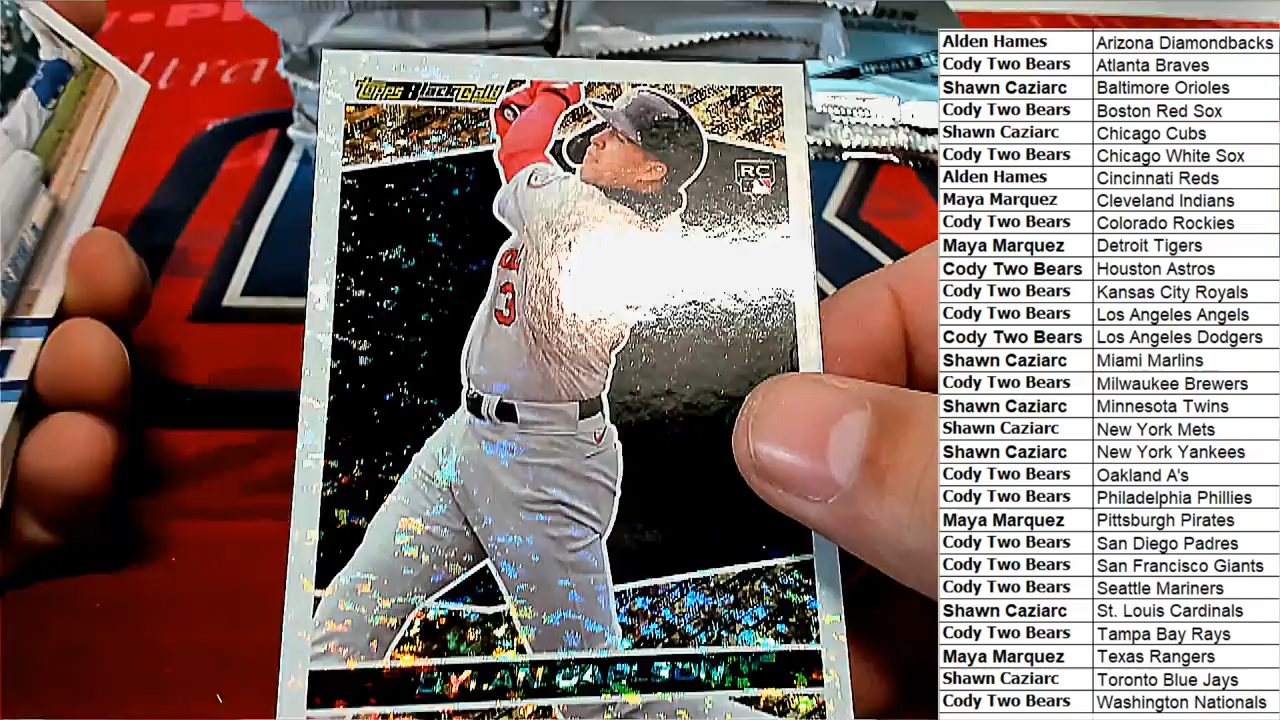 Topps Black Gold
RC
3
DYLAN CARLSON
Alden Hames Arizona Diamondbacks
Cody Two Bears Atlanta Braves
Shawn Caziarc Baltimore Orioles
Cody Two Bears Boston Red Sox
Shawn Caziarc Chicago Cubs
Cody Two Bears Chicago White Sox
Alden Hames Cincinnati Reds
Maya Marquez Cleveland Indians
Cody Two Bears Colorado Rockies
Maya Marquez Detroit Tigers
Cody Two Bears Houston Astros
Cody Two Bears Kansas City Royals
Cody Two Bears Los Angeles Angels
Cody Two Bears Los Angeles Dodgers
Shawn Caziarc Miami Marlins
Cody Two Bears Milwaukee Brewers
Shawn Caziarc Minnesota Twins
Shawn Caziarc New York Mets
Shawn Caziarc New York Yankees
Cody Two Bears Oakland A's
Cody Two Bears Philadelphia Phillies
Maya Marquez Pittsburgh Pirates
Cody Two Bears San Diego Padres
Cody Two Bears San Francisco Giants
Cody Two Bears Seattle Mariners
Shawn Caziarc St. Louis Cardinals
Cody Two Bears Tampa Bay Rays
Maya Marquez Texas Rangers
Shawn Caziarc Toronto Blue Jays
Cody Two Bears Washington Nationals